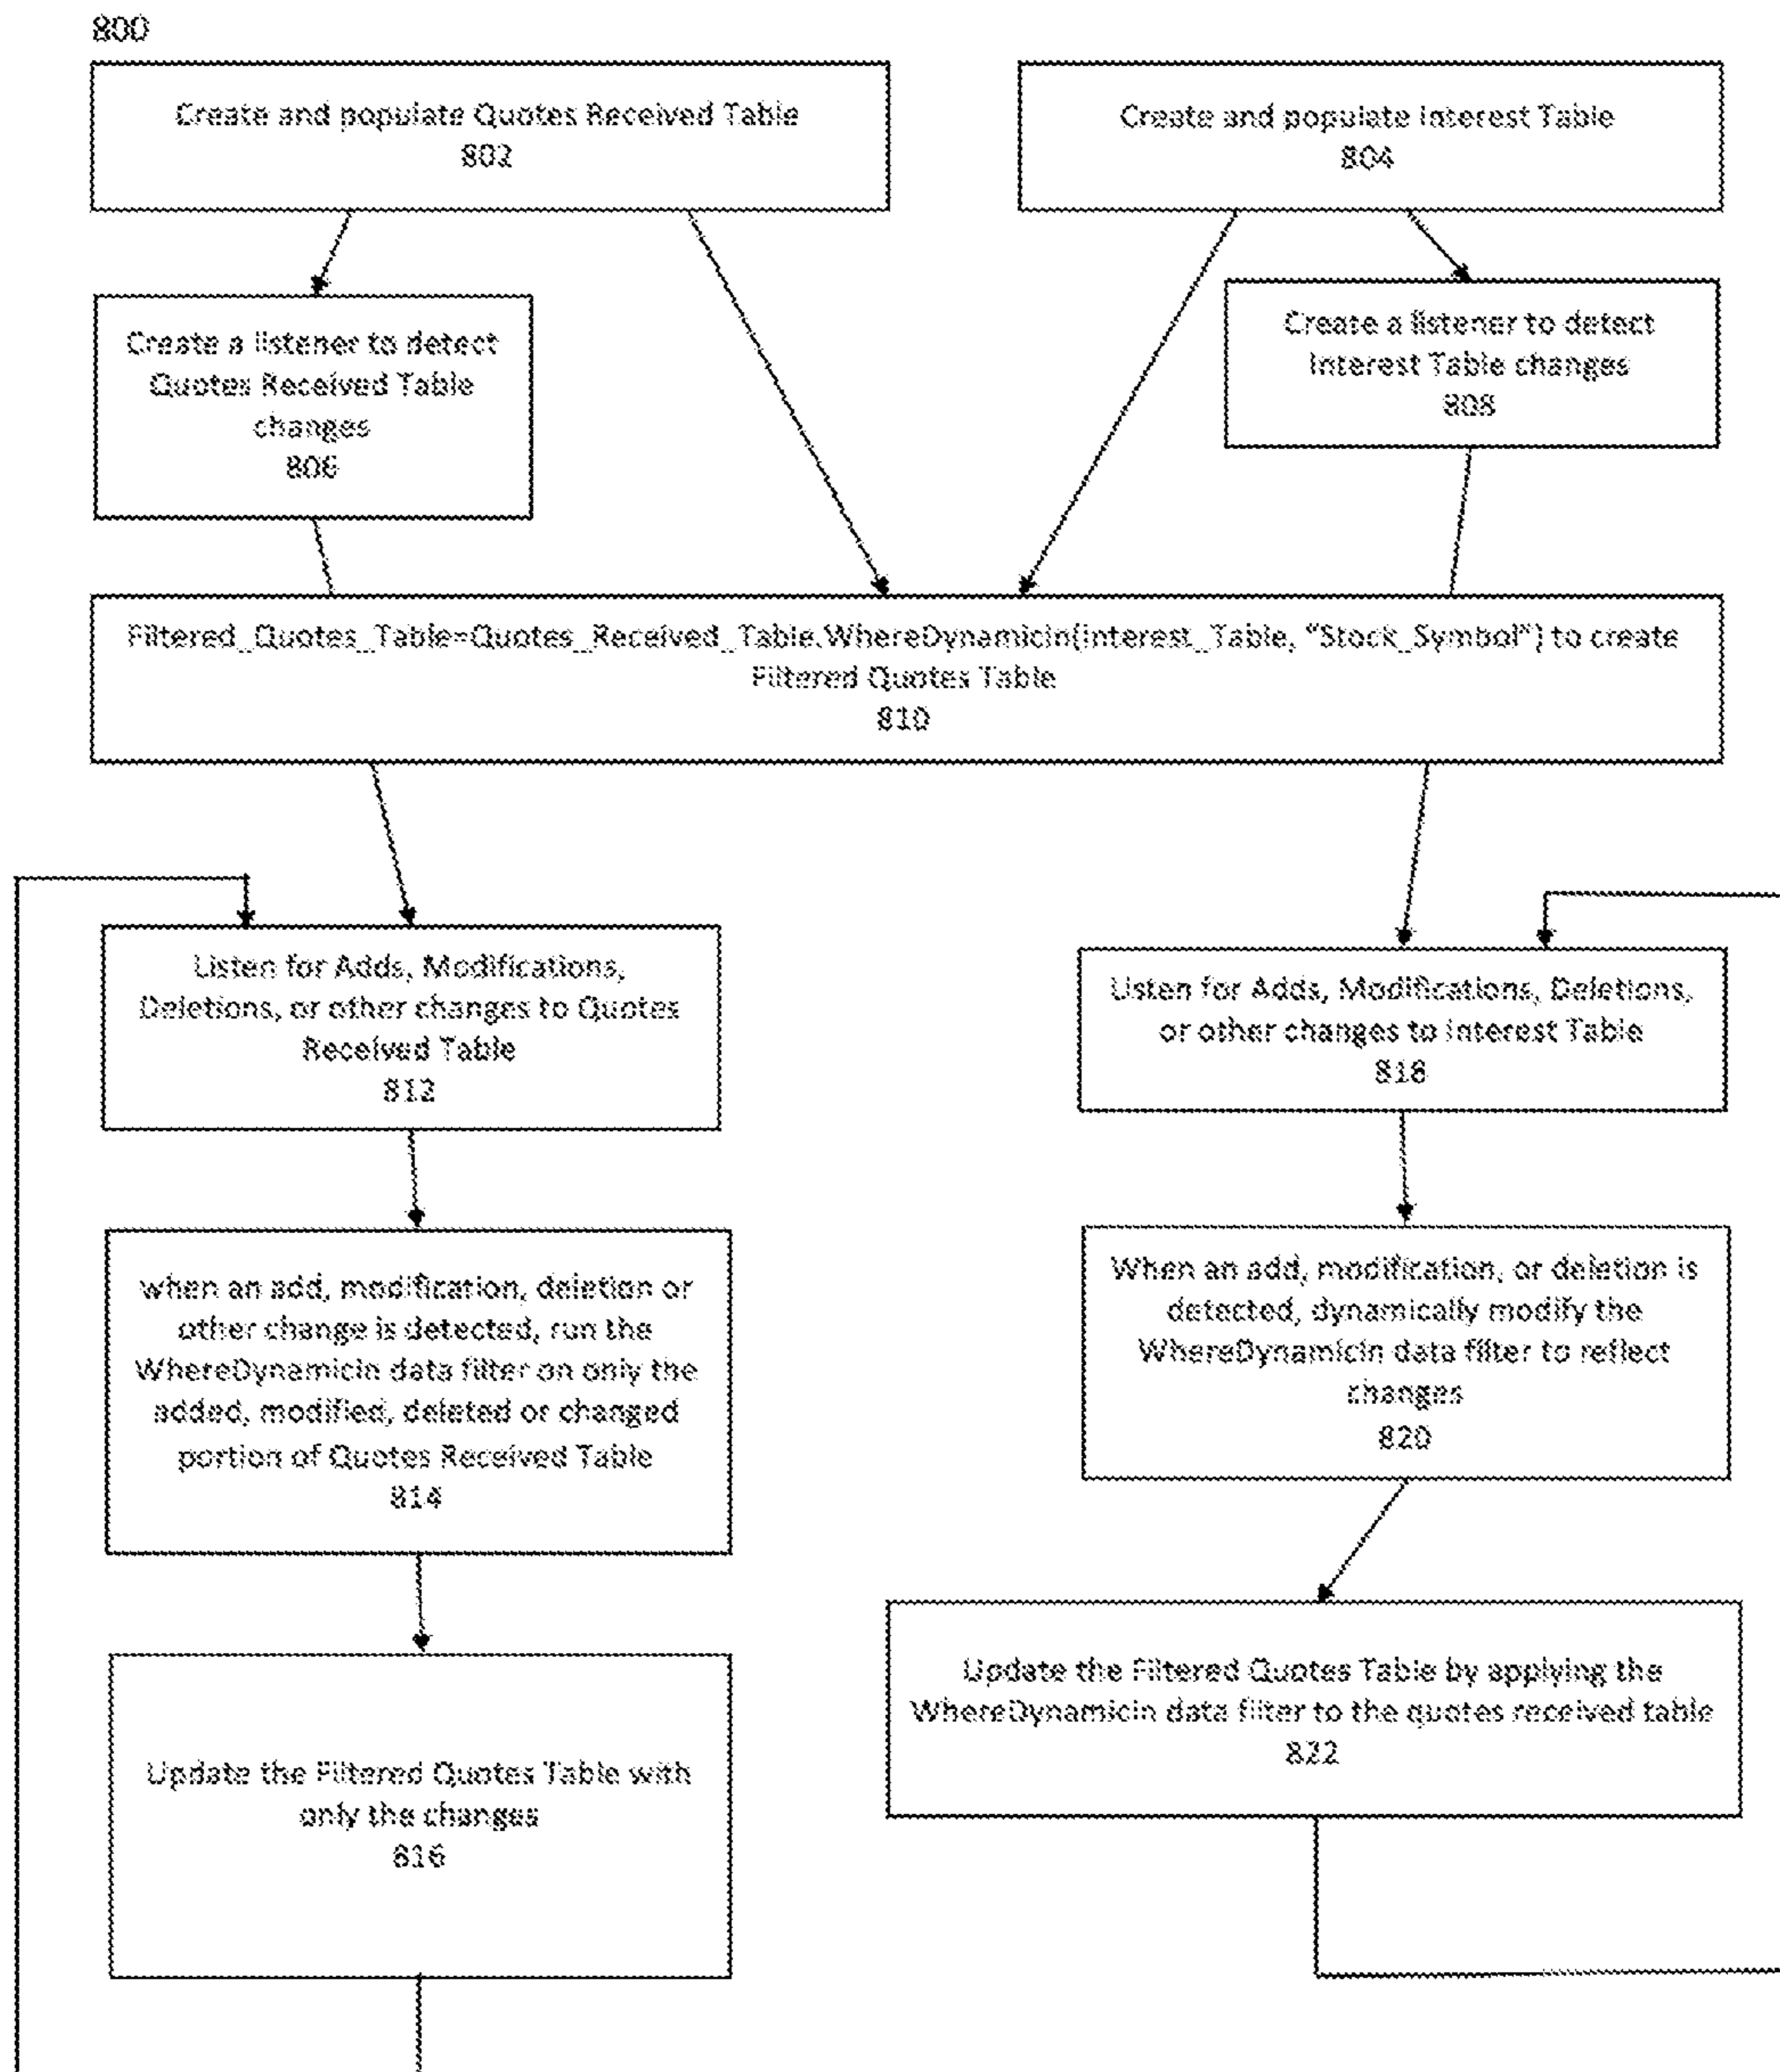 800
Create and populate Quotes Received Table
802
Create and populate Interest Table
804
Create a listener to detect
Quotes Received Table
changes
806
Create a listener to detect
Interest Table changes
808
Filtered_Quotes_Table=Quotes_Received_Table.WhereDynamicIn(Interest_Table, "Stock_Symbol") to create
Filtered Quotes Table
810
Listen for Adds, Modifications,
Deletions, or other changes to Quotes
Received Table
812
when an add, modification, deletion or
other change is detected, run the
WhereDynamicIn data filter on only the
added, modified, deleted or changed
portion of Quotes Received Table
814
Update the Filtered Quotes Table with
only the changes
816
Listen for Adds, Modifications, Deletions,
or other changes to Interest Table
818
When an add, modification, or deletion is
detected, dynamically modify the
WhereDynamicIn data filter to reflect
changes
820
Update the Filtered Quotes Table by applying the
WhereDynamicIn data filter to the quotes received table
822